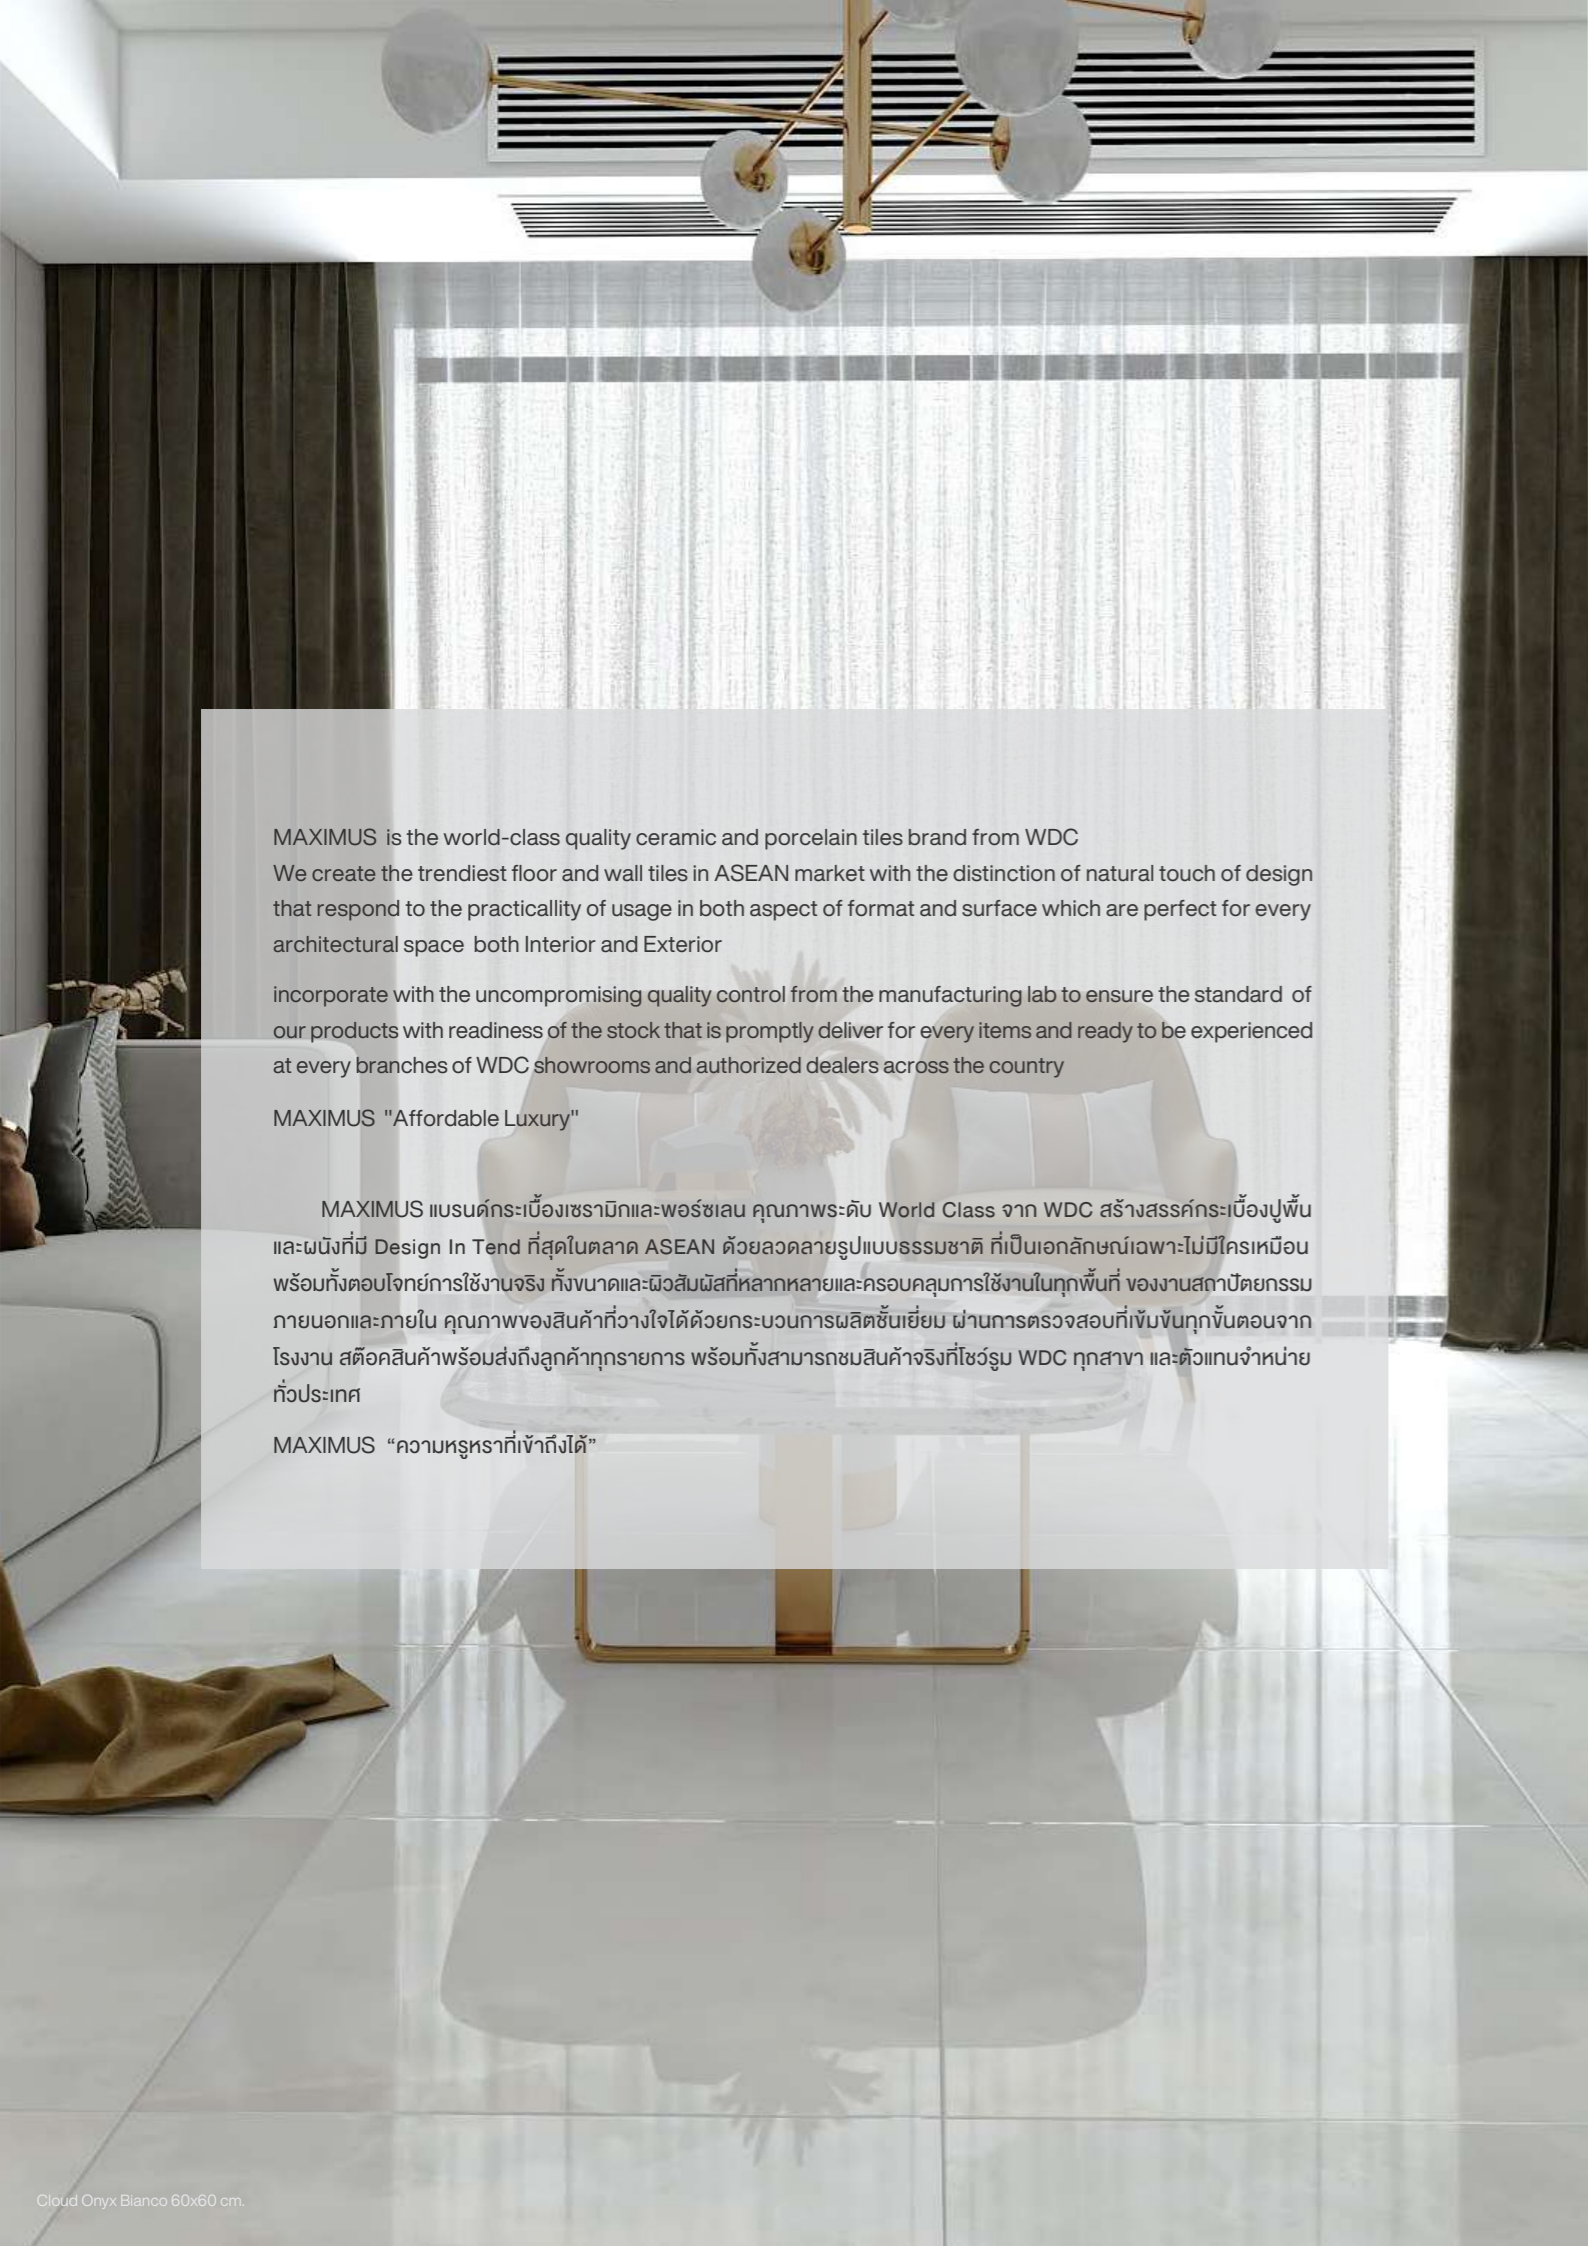 MAXIMUS is the world-class quality ceramic and porcelain tiles brand from WDC
We create the trendiest floor and wall tiles in ASEAN market with the distinction of natural touch of design
that respond to the practicallity of usage in both aspect of format and surface which are perfect for every
architectural space both Interior and Exterior
incorporate with the uncompromising quality control from the manufacturing lab to ensure the standard of
our products with readiness of the stock that is promptly deliver for every items and ready to be experienced
at every branches of WDC showrooms and authorized dealers across the country
MAXIMUS "Affordable Luxury"
MAXIMUS แบรนด์กระเบื้องเซรามิกและพอร์ซเลน คุณภาพระดับ World Class จาก WDC สร้างสรรค์กระเบื้องปูพื้น
และผนังที่มี Design In Tend ที่สุดในตลาด ASEAN ด้วยลวดลายรูปแบบธรรมชาติ ที่เป็นเอกลักษณ์เฉพาะไม่มีใครเหมือน
พร้อมทั้งตอบโจทย์การใช้งานจริง ทั้งขนาดและผิวสัมผัสที่หลากหลายและครอบคลุมการใช้งานในทุกพื้นที่ ของงานสถาปัตยกรรม
ภายนอกและภายใน คุณภาพของสินค้าที่วางใจได้ด้วยกระบวนการผลิตชั้นเยี่ยม ผ่านการตรวจสอบที่เข้มข้นทุกขั้นตอนจาก
โรงงาน สต๊อคสินค้าพร้อมส่งถึงลูกค้าทุกรายการ พร้อมทั้งสามารถชมสินค้าจริงที่โชว์รูม WDC ทุกสาขา และตัวแทนจำหน่าย
ทั่วประเทศ
MAXIMUS “ความหรูหราที่เข้าถึงได้”
Cloud Onyx Bianco 60x60 cm.